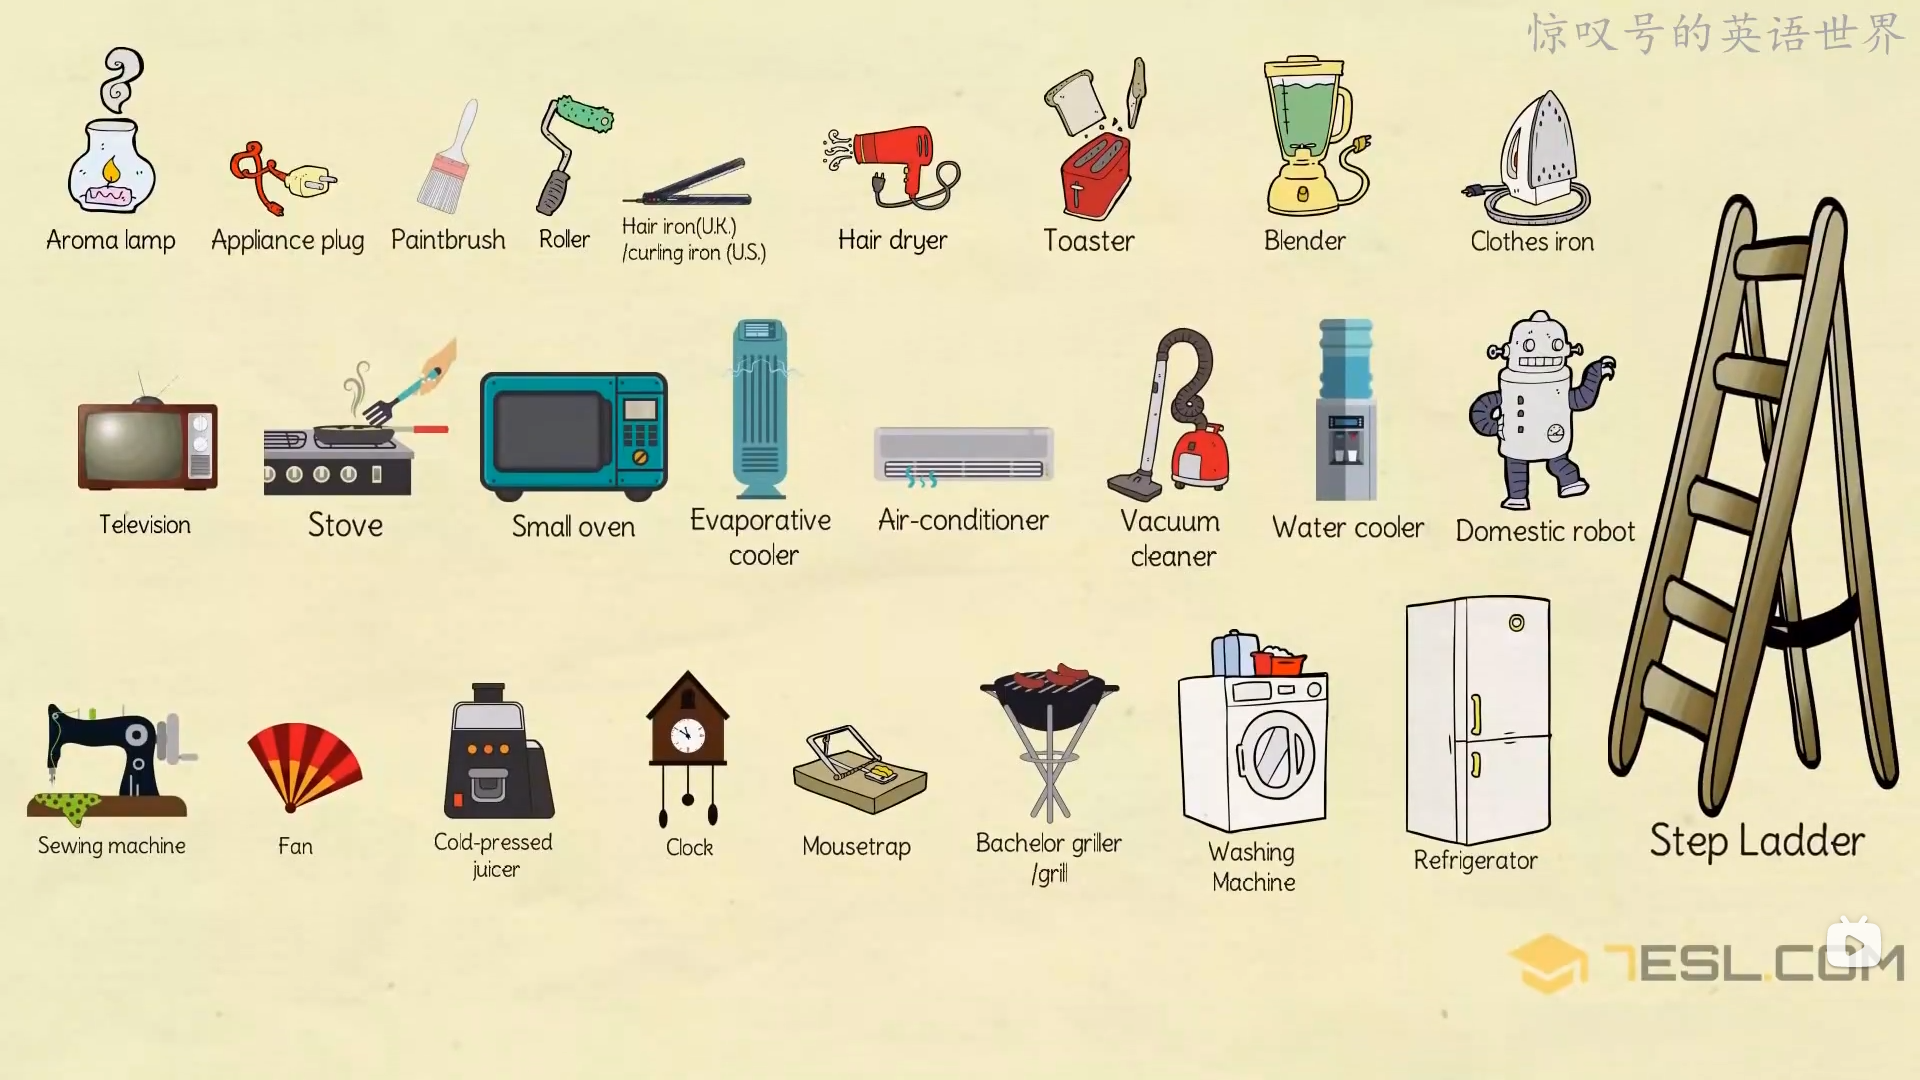 惊叹号的英语世界
Aroma lamp
Appliance plug
Paintbrush
Roller
Hair iron(U.K.)
/curling iron (U.S.)
Hair dryer
Toaster
Blender
Clothes iron
Television
Stove
Small oven
Evaporative
cooler
Air-conditioner
Vacuum
cleaner
Water cooler
Domestic robot
Sewing machine
Fan
Cold-pressed
juicer
Clock
Mousetrap
Bachelor griller
/grill
Washing
Machine
Refrigerator
Step Ladder
7ESL.COM